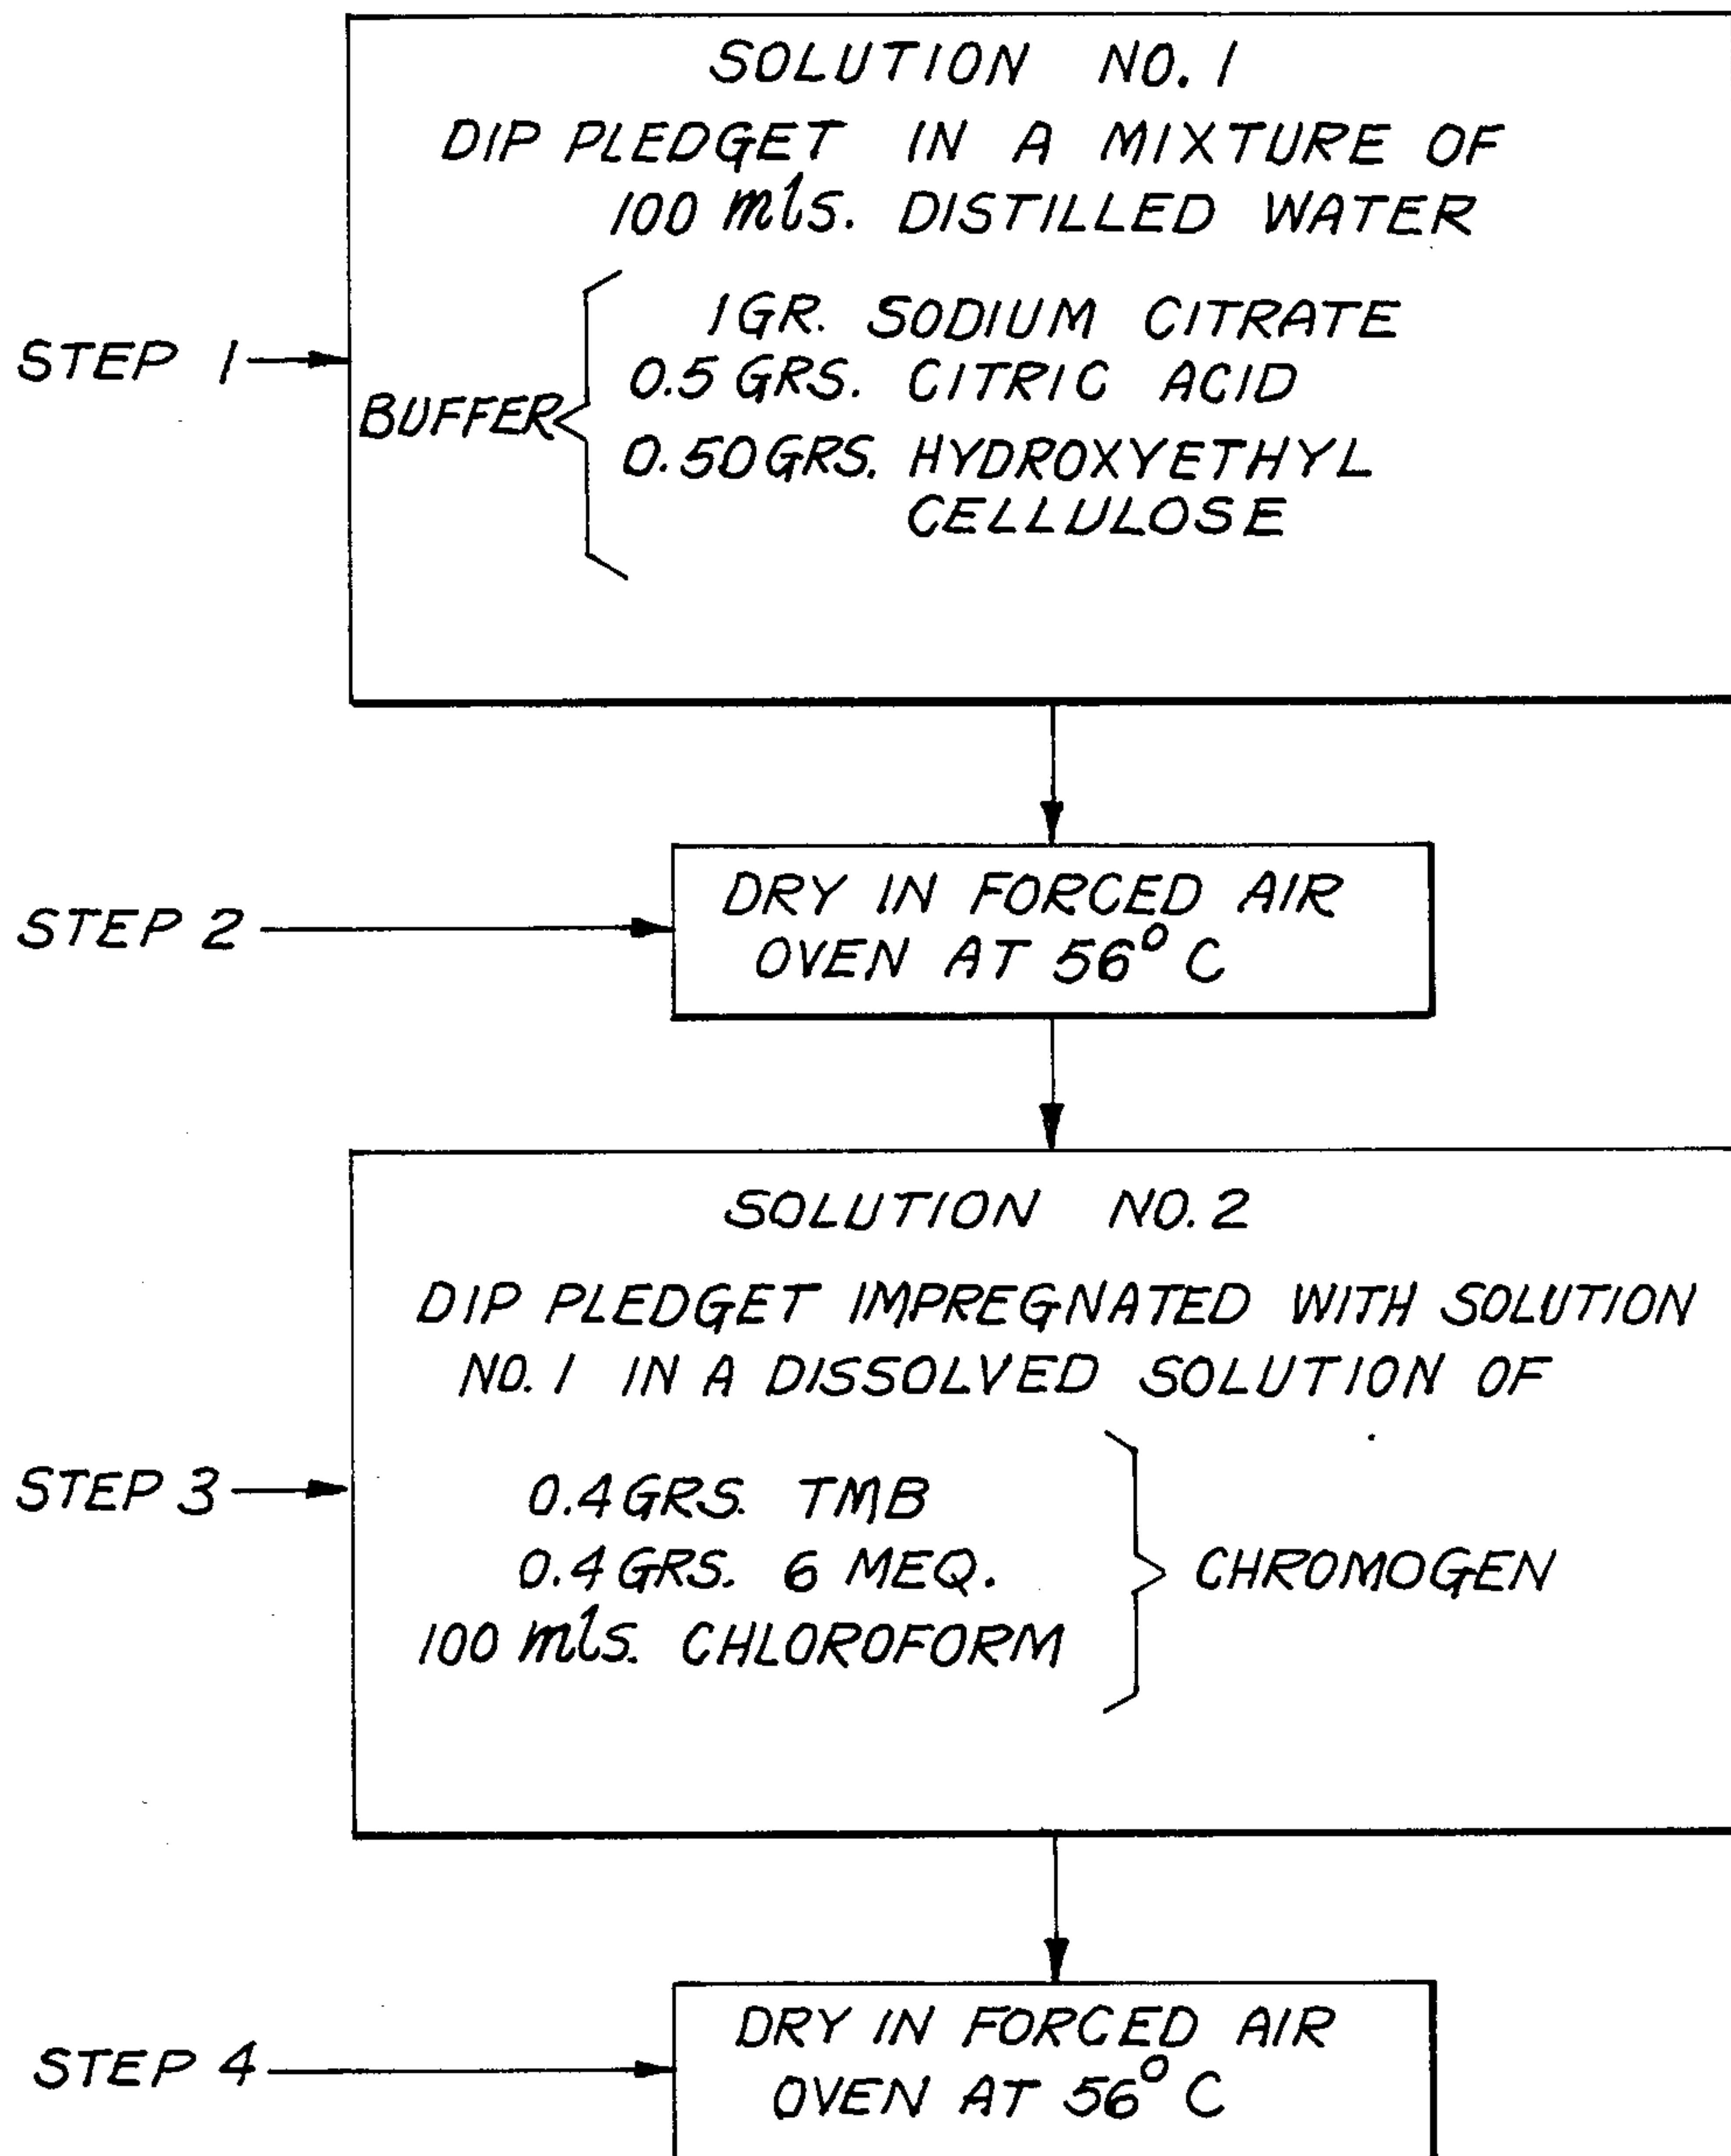 SOLUTION NO. 1
DIP PLEDGET IN A MIXTURE OF
100 mls. DISTILLED WATER
1 GR. SODIUM CITRATE
STEP 1
0.5 GRS. CITRIC ACID
BUFFER
0.50 GRS. HYDROXYETHYL
CELLULOSE
STEP 2
DRY IN FORCED AIR
OVEN AT 56° C
SOLUTION NO. 2
DIP PLEDGET IMPREGNATED WITH SOLUTION
NO. 1 IN A DISSOLVED SOLUTION OF
STEP 3
0.4 GRS. TMB
0.4 GRS. 6 MEQ.
100 mls. CHLOROFORM
CHROMOGEN
STEP 4
DRY IN FORCED AIR
OVEN AT 56° C